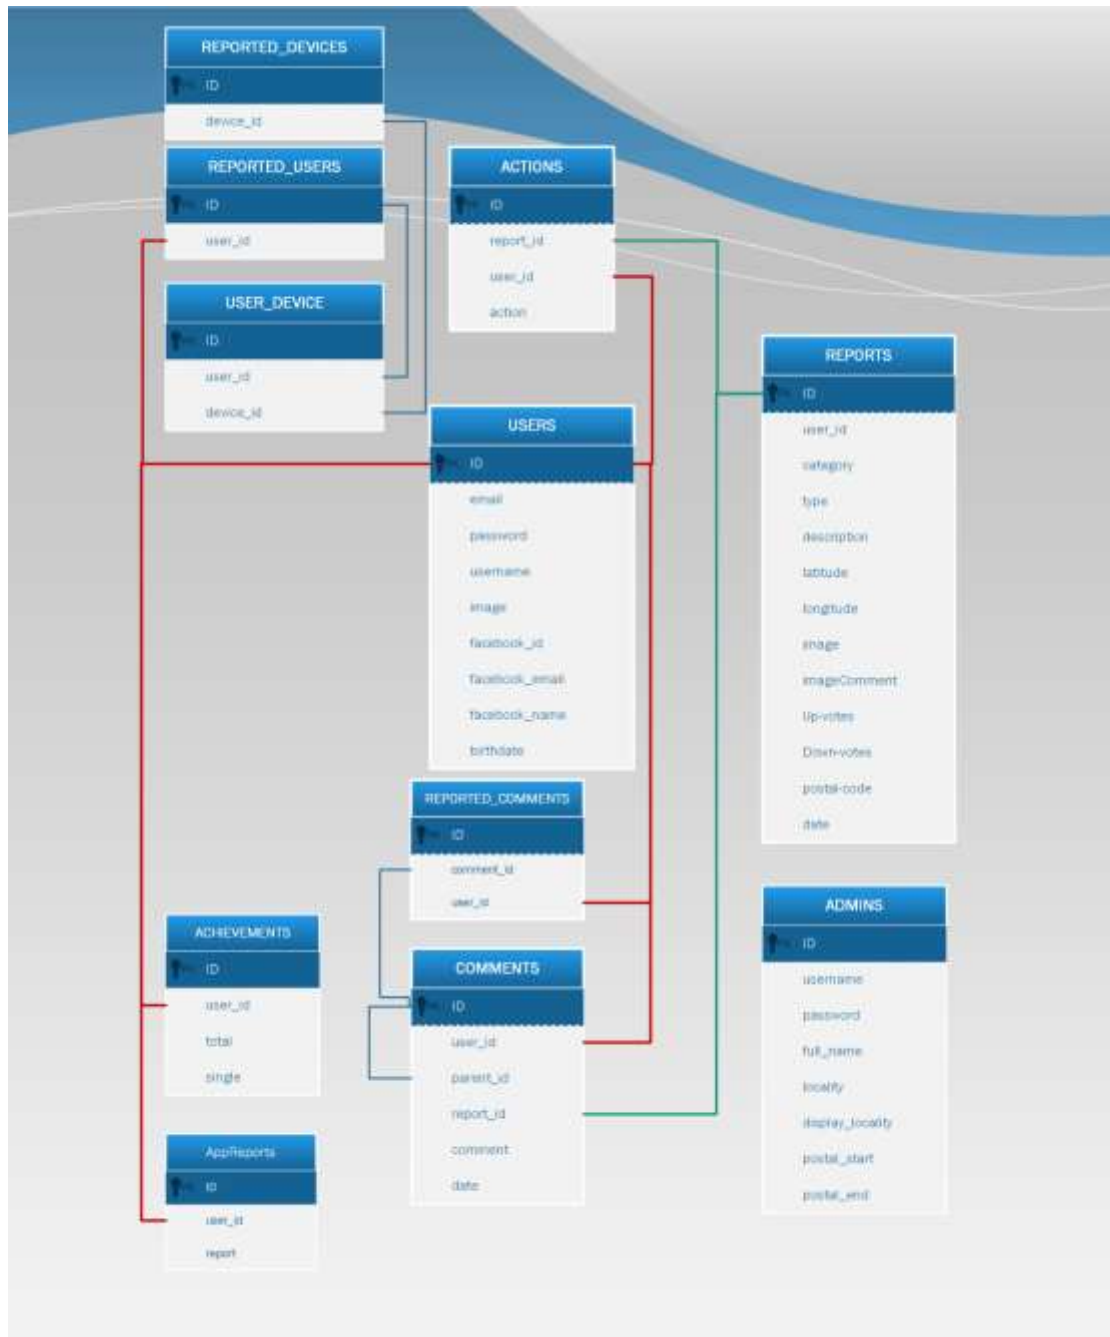 REPORTED_DEVICES
ID
device_id
REPORTED_USERS
ID
user_id
USER_DEVICE
ID
user_id
device_id
ACTIONS
ID
report_id
user_id
action
USERS
ID
email
password
username
image
facebook_id
facebook_email
facebook_name
birthdate
REPORTS
ID
user_id
category
type
description
latitude
longitude
image
imageComment
Up-votes
Down-votes
postal-code
date
REPORTED_COMMENTS
ID
comment_id
user_id
COMMENTS
ID
user_id
parent_id
report_id
comment
date
ACHIEVEMENTS
ID
user_id
total
single
AppReports
ID
user_id
report
ADMINS
ID
username
password
full_name
locality
display_locality
postal_start
postal_end